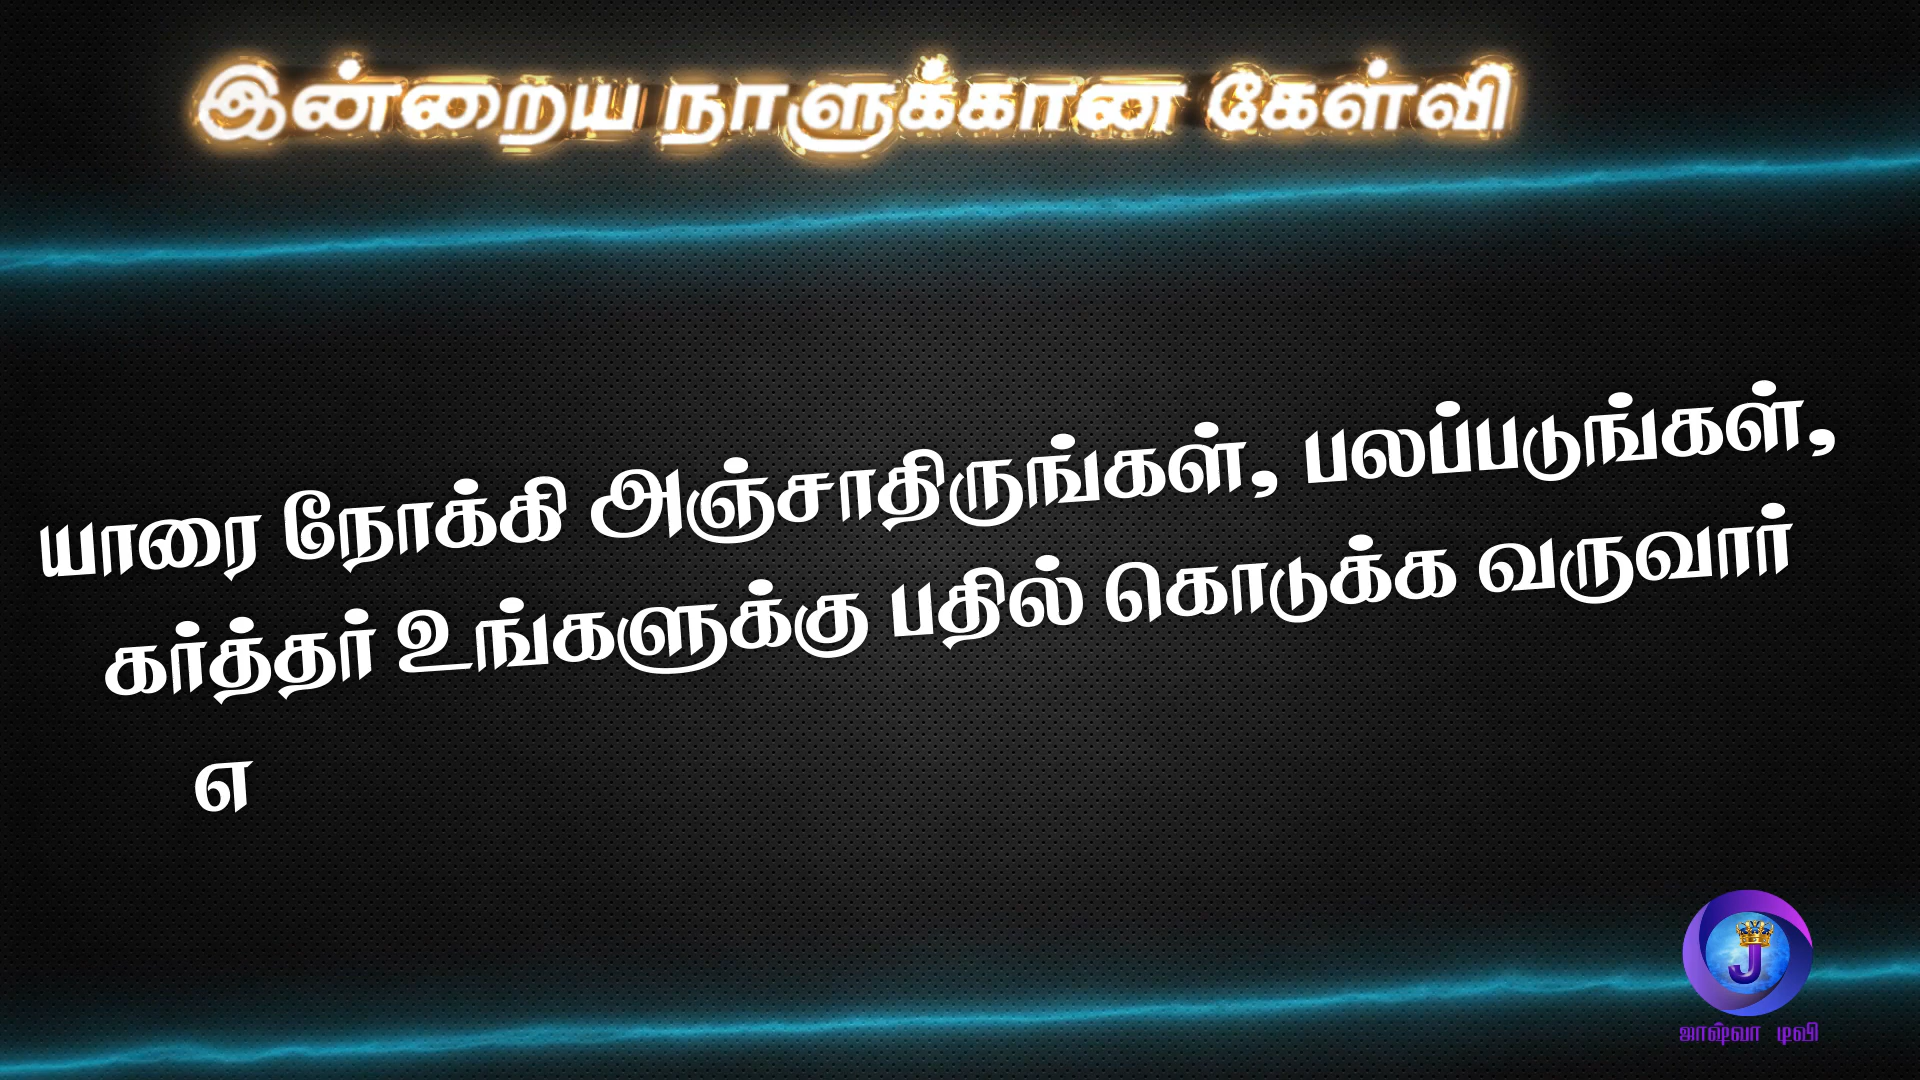 இன்றைய நாளுக்கான கேள்வி
யாரை நோக்கி அஞ்சாதிருங்கள், பலப்படுங்கள்,
கர்த்தர் உங்களுக்கு பதில் கொடுக்க வருவார்
எ
J
ஜாஷ்வா டிவி